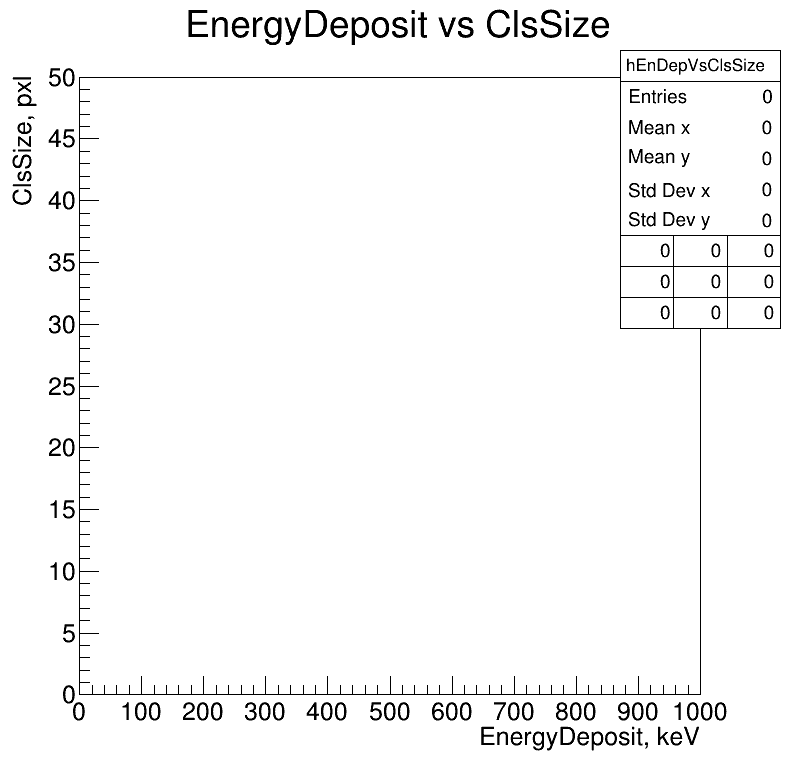 EnergyDeposit vs ClsSize
hEnDepVsClsSize
Entries 0
Mean x 0
Mean y 0
Std Dev x 0
Std Dev y 0
0 0 0
0 0 0
0 0 0
ClsSize, pxl
50
45
40
35
30
25
20
15
10
5
0
0 100 200 300 400 500 600 700 800 900 1000
EnergyDeposit, keV